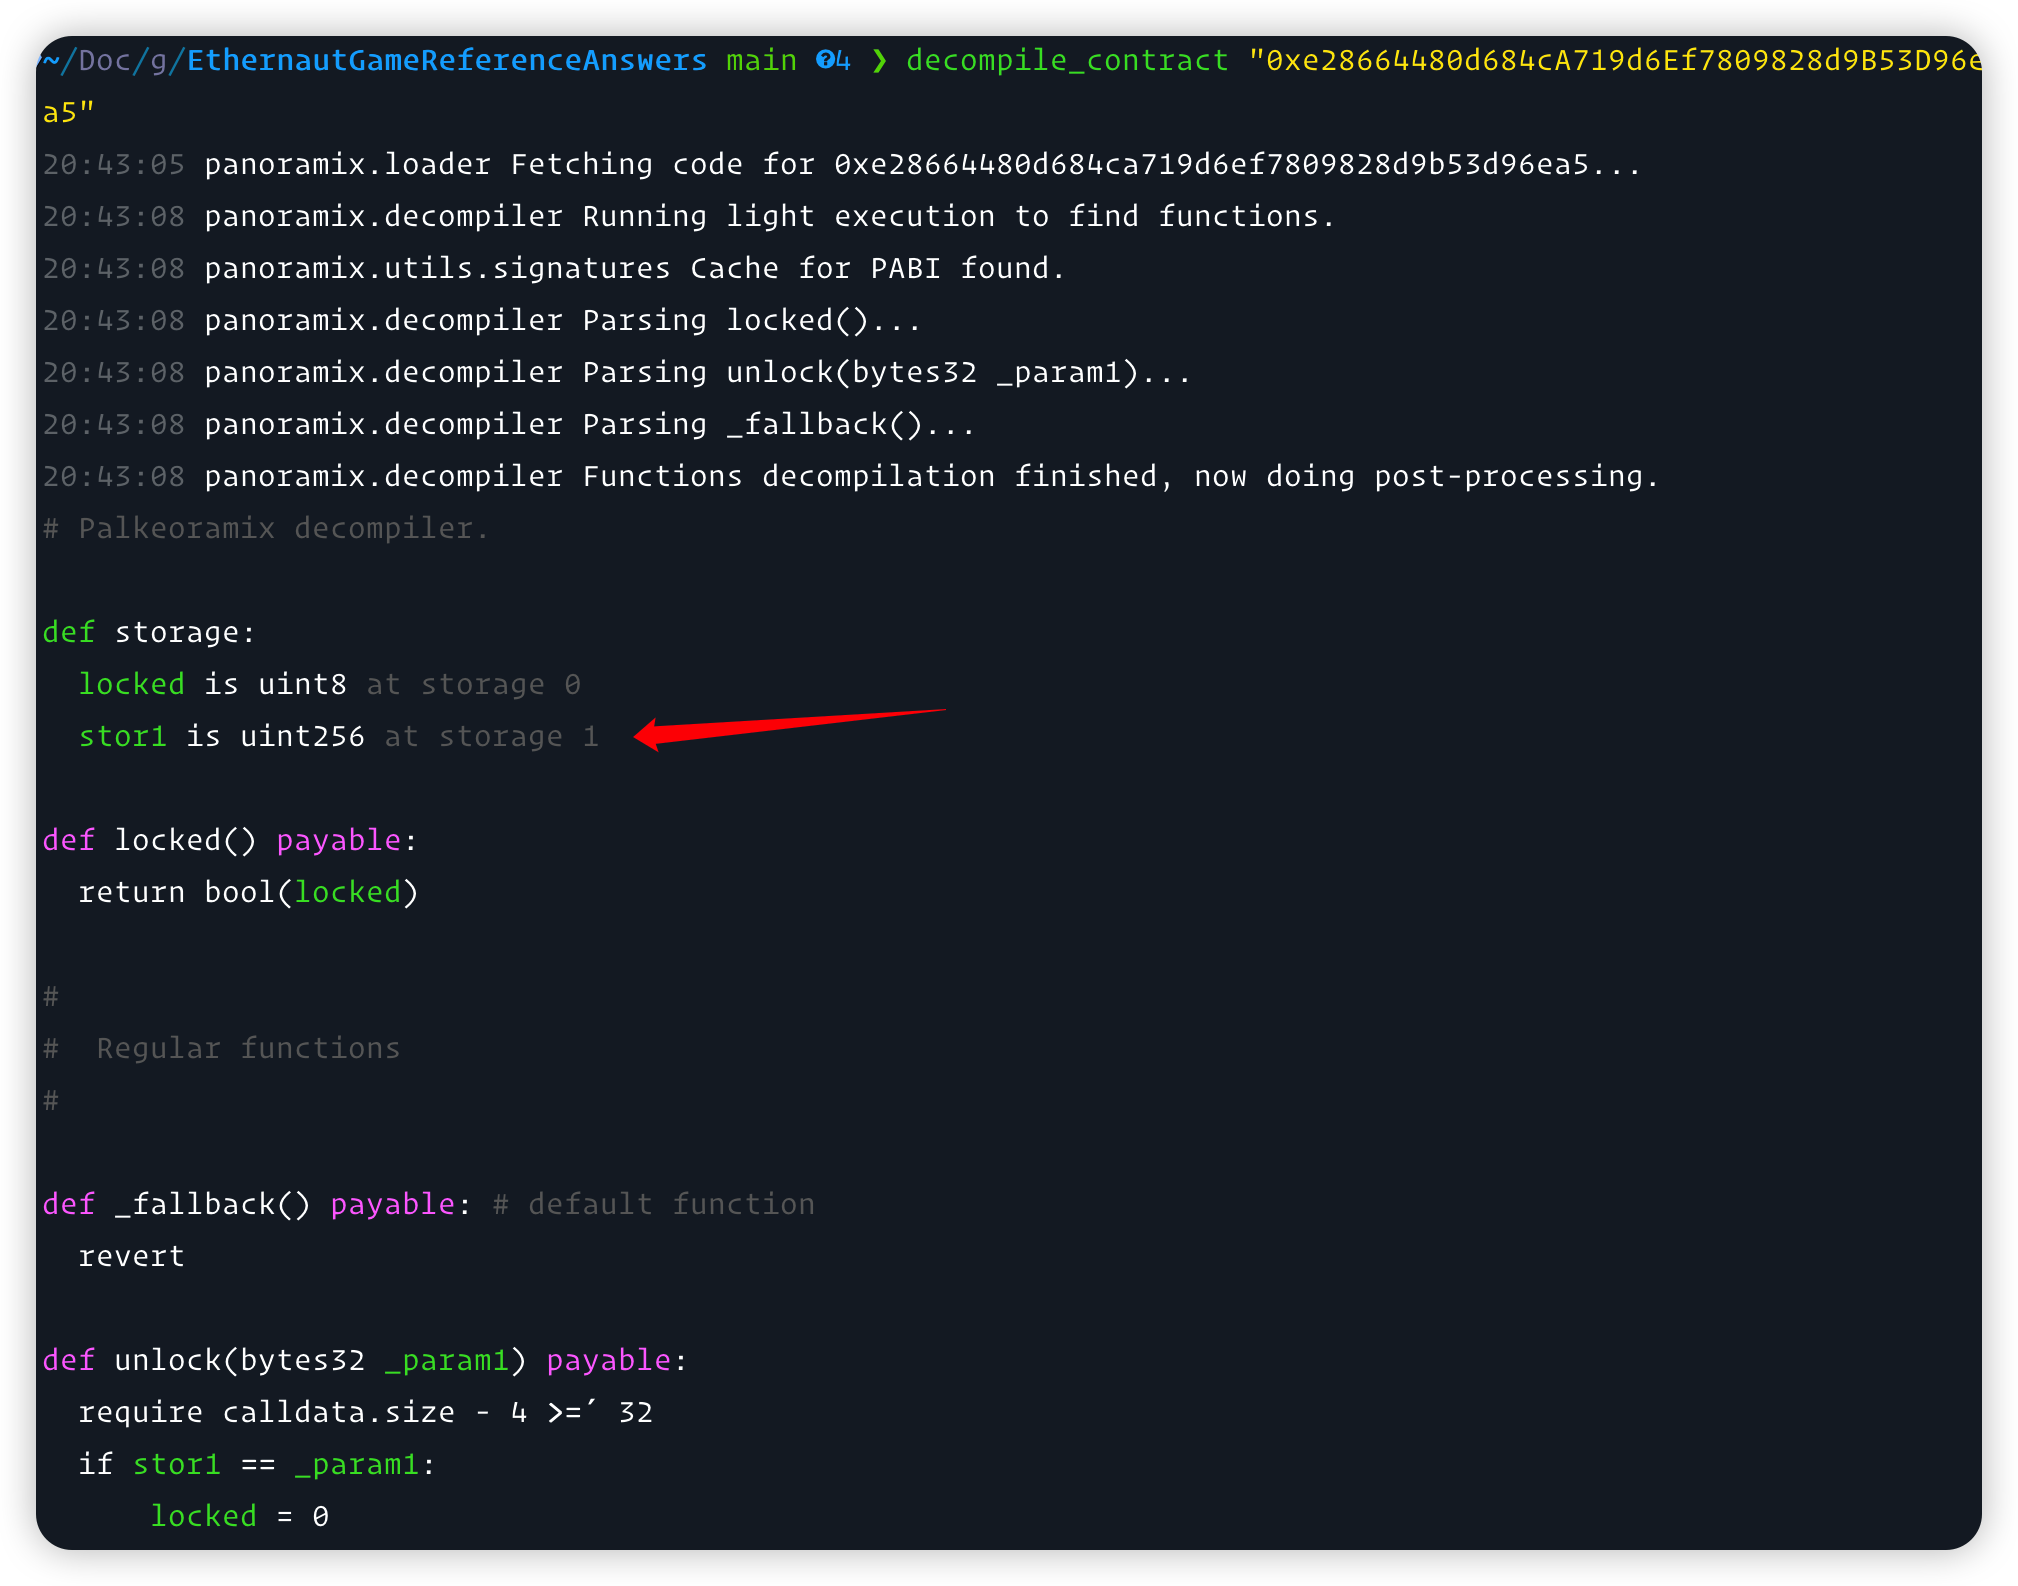 ~/Doc/g/EthernautGameReferenceAnswers main ?4 ❯ decompile_contract "0xe28664480d684cA719d6Ef7809828d9B53D96e
a5"
20:43:05 panoramix.loader Fetching code for 0xe28664480d684ca719d6ef7809828d9b53d96ea5...
20:43:08 panoramix.decompiler Running light execution to find functions.
20:43:08 panoramix.utils.signatures Cache for PABI found.
20:43:08 panoramix.decompiler Parsing locked()...
20:43:08 panoramix.decompiler Parsing unlock(bytes32 _param1)...
20:43:08 panoramix.decompiler Parsing _fallback()...
20:43:08 panoramix.decompiler Functions decompilation finished, now doing post-processing.
# Palkeoramix decompiler.
def storage:
  locked is uint8 at storage 0
  stor1 is uint256 at storage 1
def locked() payable:
  return bool(locked)
#
#  Regular functions
#
def _fallback() payable: # default function
  revert
def unlock(bytes32 _param1) payable:
  require calldata.size - 4 >=′ 32
  if stor1 == _param1:
      locked = 0